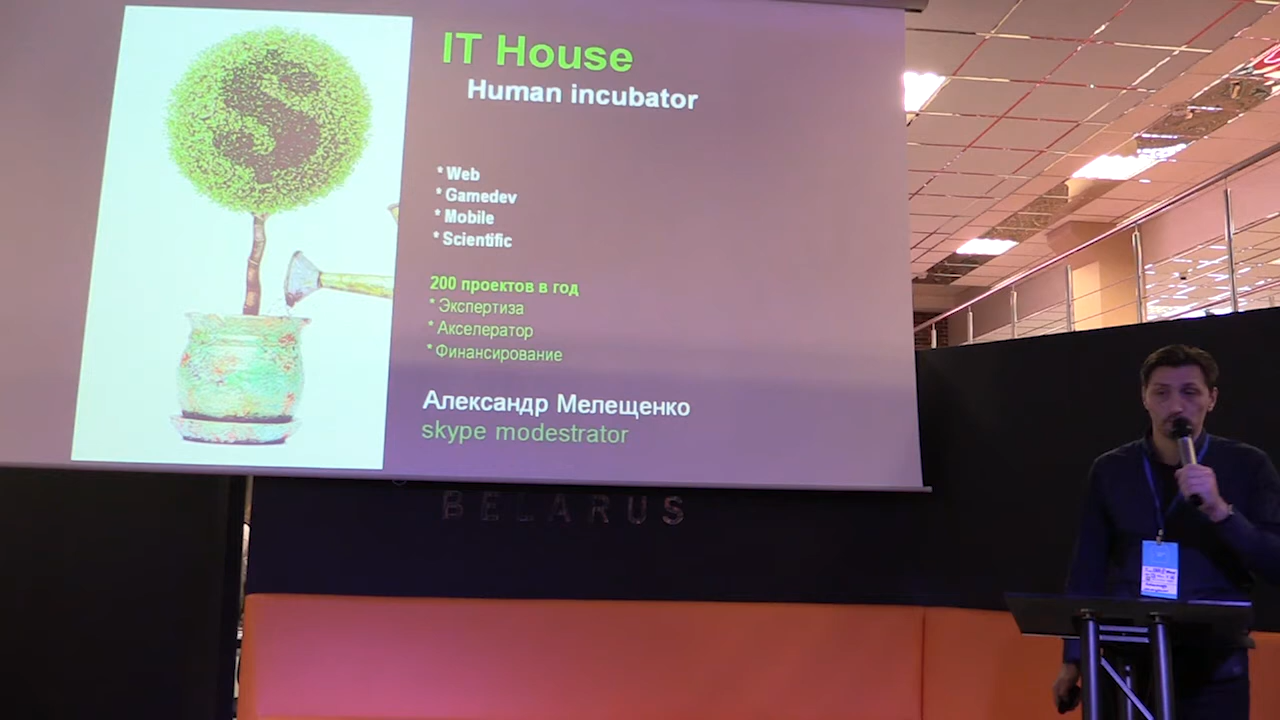 IT House
Human incubator
* Web
* Gamedev
* Mobile
* Scientific
200 проектов в год
* Экспертиза
* Акселератор
* Финансирование
Александр Мелещенко
skype modestrator
BELARUS